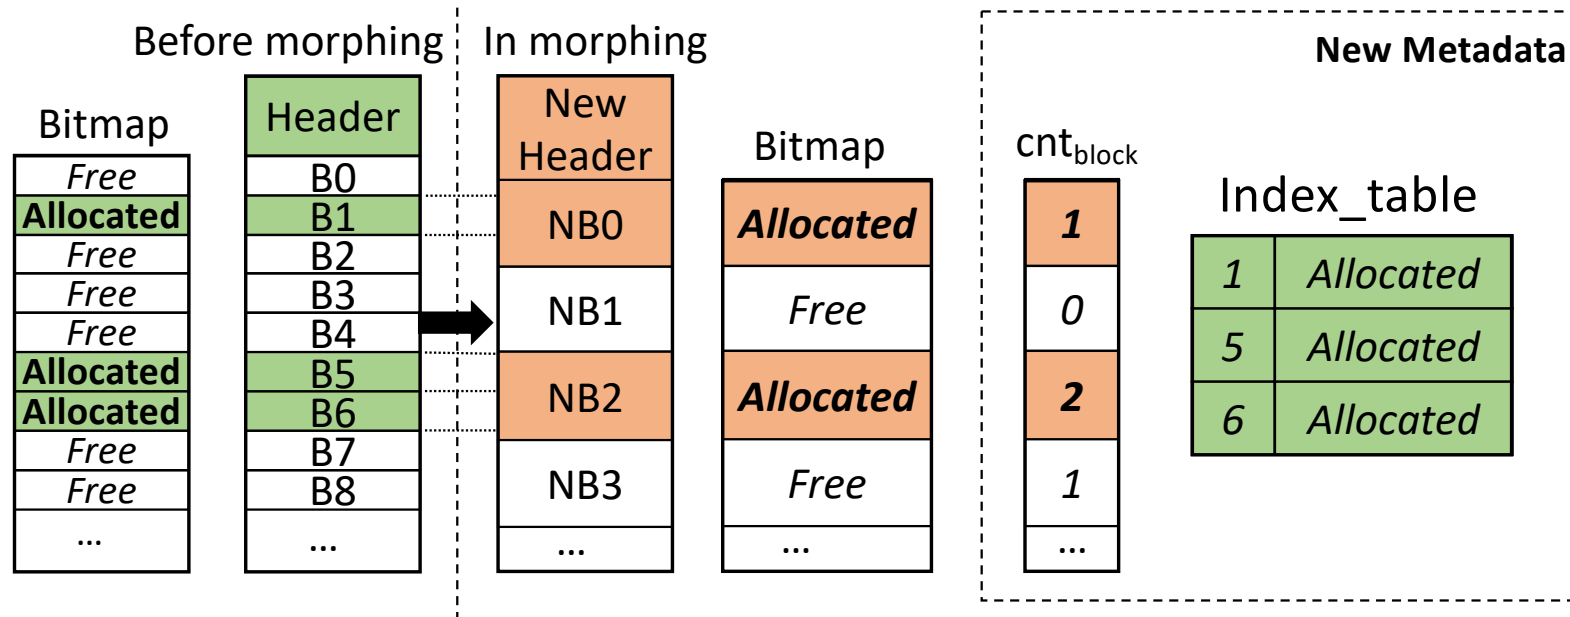 Before morphing
In morphing
New Metadata
Bitmap
Free
Allocated
Free
Free
Free
Allocated
Allocated
Free
Free
...
Header
B0
B1
B2
B3
B4
B5
B6
B7
B8
...
New
Header
NB0
NB1
NB2
NB3
...
Bitmap
Allocated
Free
Allocated
Free
...
cntblock
1
0
2
1
...
Index_table
1 Allocated
5 Allocated
6 Allocated